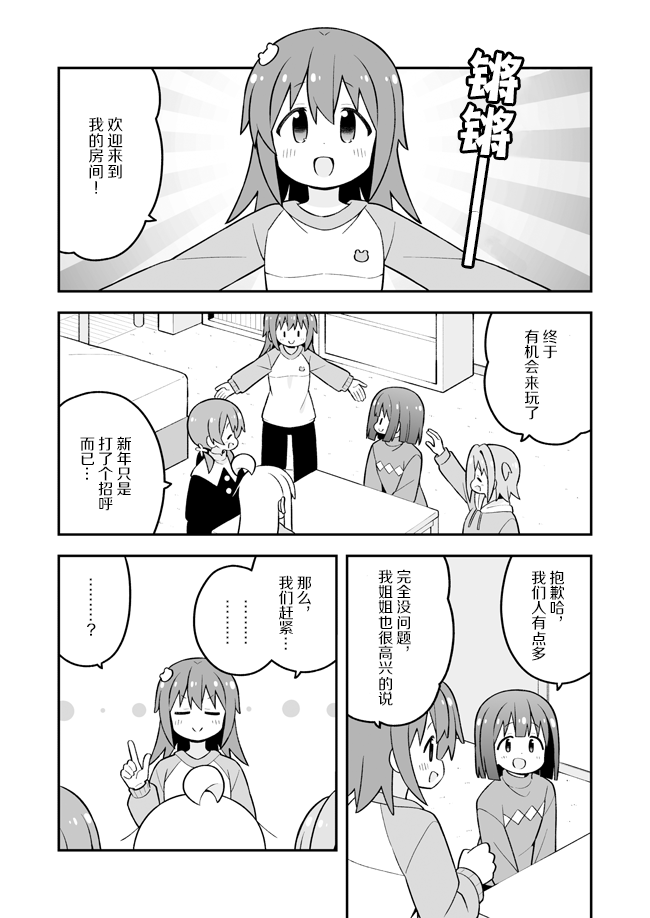 锵锵
欢迎来到
我的房间！
终于
有机会来玩了
新年只是
打了个招呼
而已…
抱歉哈，
我们人有点多
完全没问题，
我姐姐也很高兴的说
那么，
我们赶紧…
………
………？